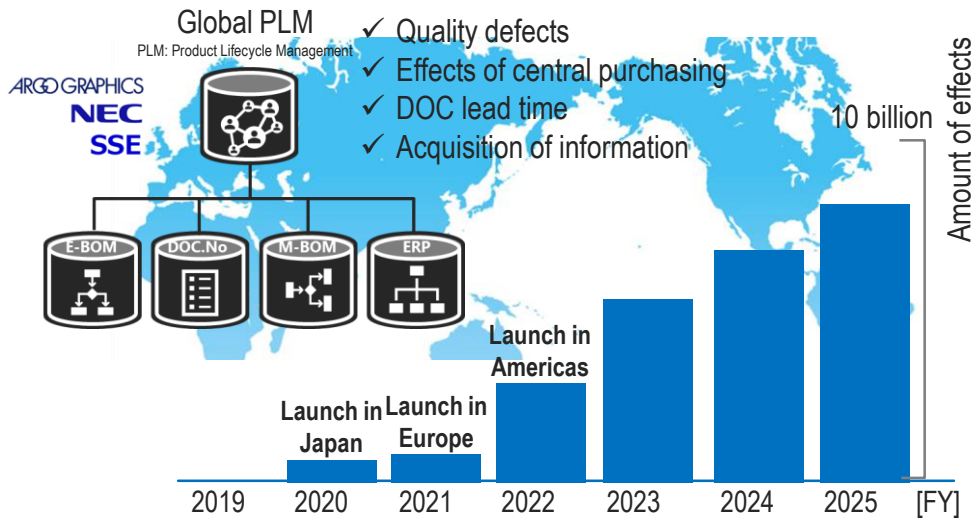 Global PLM
PLM: Product Lifecycle Management
✓ Quality defects
✓ Effects of central purchasing
✓ DOC lead time
✓ Acquisition of information
ARGO GRAPHICS
NEC
SSE
E-BOM
DOC.No
M-BOM
ERP
10 billion
Amount of effects
Launch in
Japan
Launch in
Europe
Launch in
Americas
2019
2020
2021
2022
2023
2024
2025
[FY]